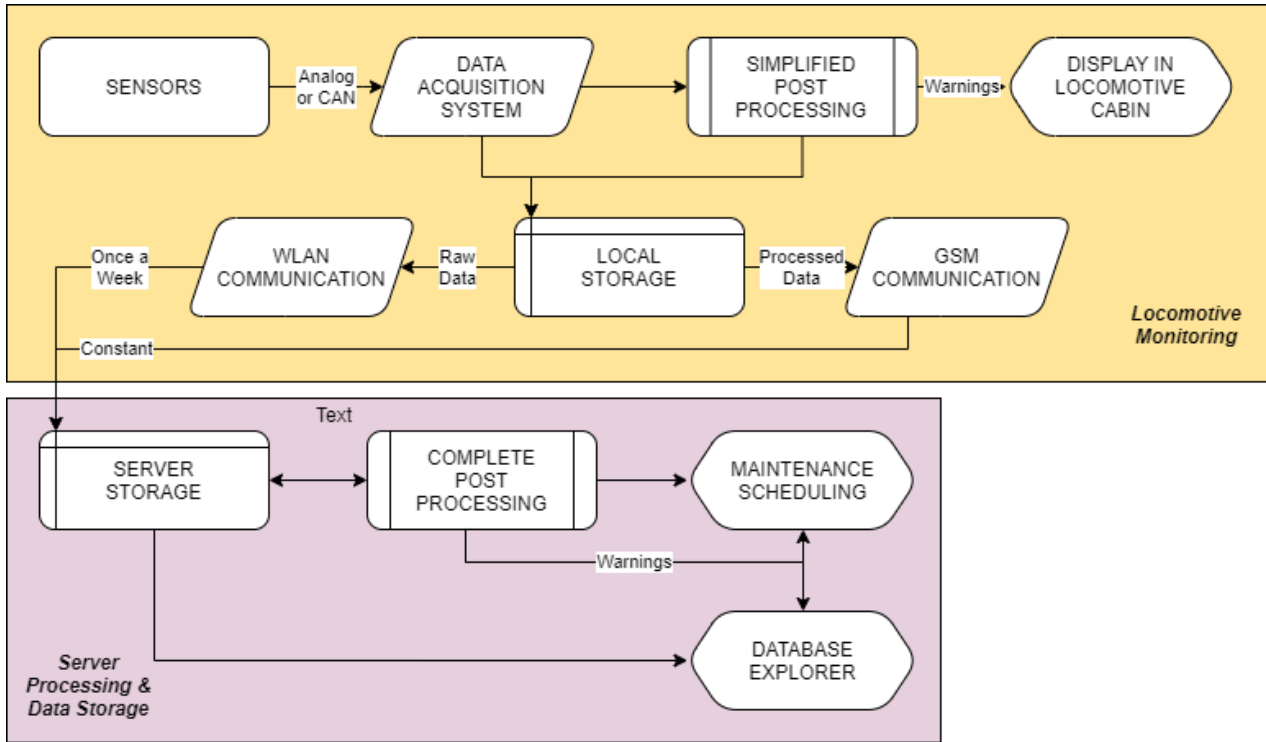 SENSORS
Analog
or CAN
DATA
ACQUISITION
SYSTEM
SIMPLIFIED
POST
PROCESSING
Warnings
DISPLAY IN
LOCOMOTIVE
CABIN
Once a
Week
WLAN
COMMUNICATION
Raw
Data
LOCAL
STORAGE
Processed
Data
GSM
COMMUNICATION
Locomotive
Monitoring
Constant
Text
SERVER
STORAGE
COMPLETE
POST
PROCESSING
MAINTENANCE
SCHEDULING
Warnings
DATABASE
EXPLORER
Server
Processing &
Data Storage